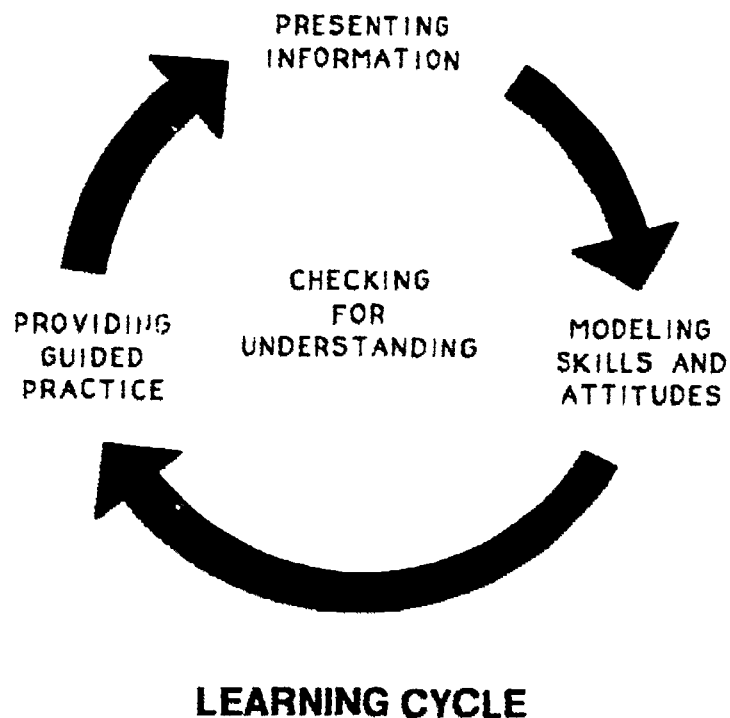 PRESENTING
INFORMATION
CHECKING
FOR
UNDERSTANDING
PROVIDING
GUIDED
PRACTICE
MODELING
SKILLS AND
ATTITUDES
LEARNING CYCLE